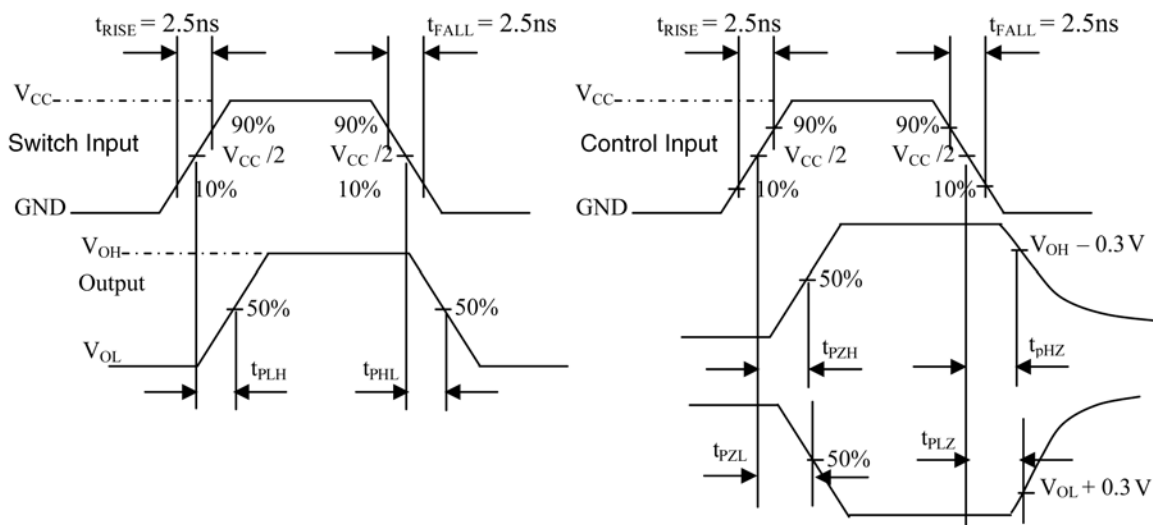 tRISE = 2.5ns
tFALL = 2.5ns
VCC
90%
90%
Switch Input
VCC /2
VCC /2
10%
10%
GND
VOH
Output
50%
50%
VOL
tPLH
tPHL
tRISE = 2.5ns
tFALL = 2.5ns
VCC
90%
90%
Control Input
VCC /2
VCC /2
10%
10%
GND
VOH – 0.3 V
50%
tPZH
tpHZ
tPZL
50%
tPLZ
VOL + 0.3 V